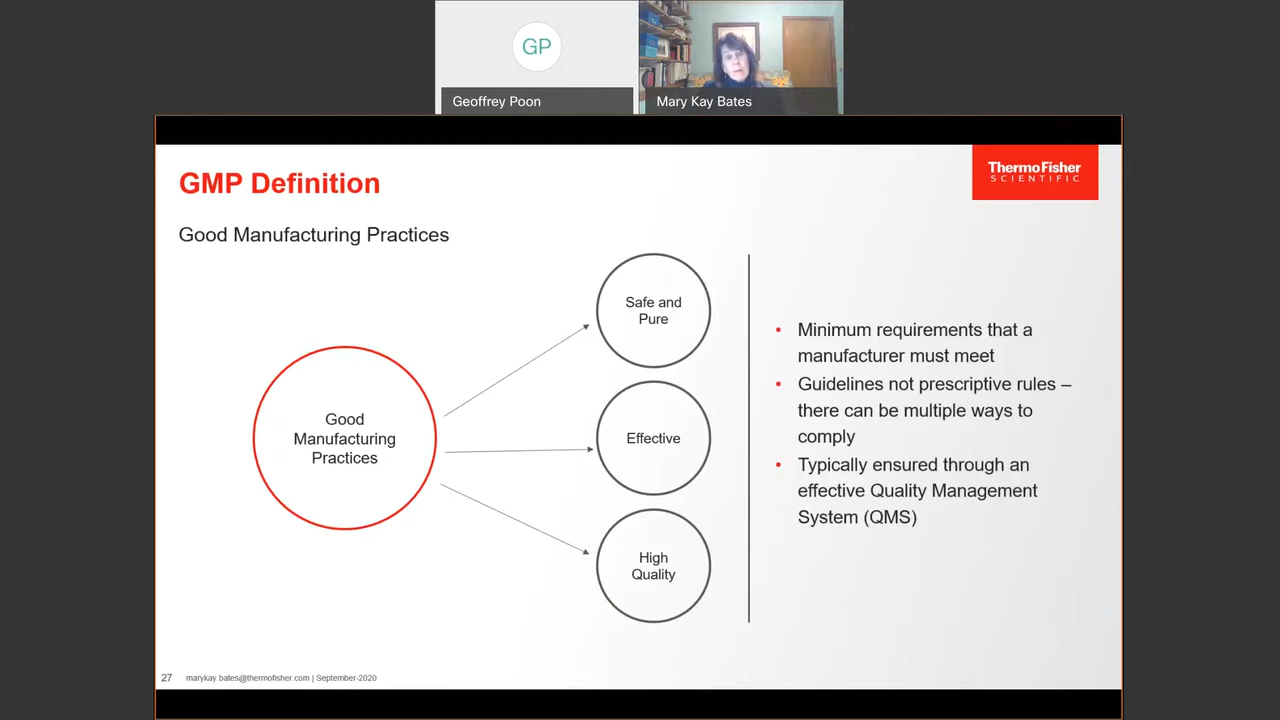 GP
Geoffrey Poon
Mary Kay Bates
GMP Definition
ThermoFisher
SCIENTIFIC
Good Manufacturing Practices
Good
Manufacturing
Practices
Safe and
Pure
Effective
High
Quality
• Minimum requirements that a
manufacturer must meet
• Guidelines not prescriptive rules –
there can be multiple ways to
comply
• Typically ensured through an
effective Quality Management
System (QMS)
27 marykay.bates@thermofisher.com | September-2020